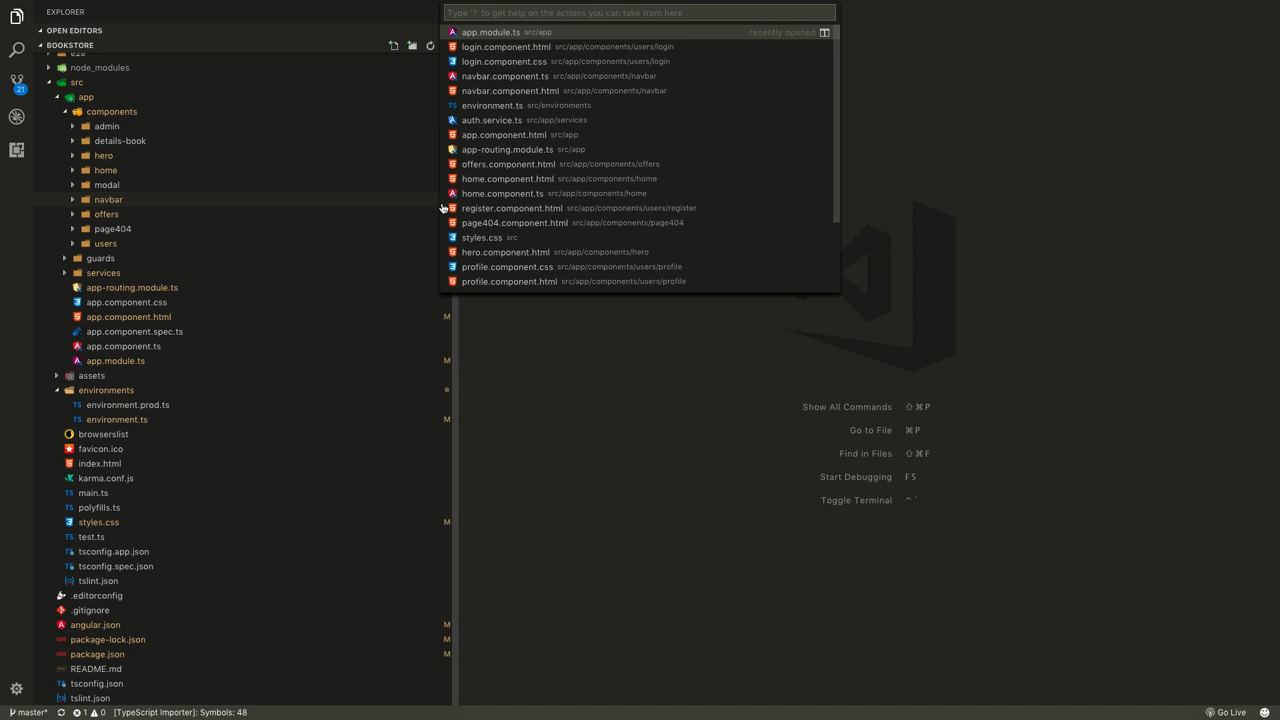 EXPLORER
OPEN EDITORS
BOOKSTORE
node_modules
src
app
components
admin
details-book
hero
home
modal
navbar
offers
page404
users
guards
services
app-routing.module.ts
app.component.css
app.component.html M
app.component.spec.ts
app.component.ts
app.module.ts M
assets
environments
environment.prod.ts
environment.ts M
browserslist
favicon.ico
index.html
karma.conf.js
TS main.ts
TS polyfills.ts
styles.css M
TS test.ts
tsconfig.app.json
tsconfig.spec.json
tslint.json
.editorconfig
.gitignore
angular.json M
package-lock.json M
package.json M
README.md
tsconfig.json
tslint.json
21
Type '?' to get help on the actions you can take from here
app.module.ts src/app recently opened
login.component.html src/app/components/users/login
login.component.css src/app/components/users/login
navbar.component.ts src/app/components/navbar
navbar.component.html src/app/components/navbar
TS environment.ts src/environments
auth.service.ts src/app/services
app.component.html src/app
app-routing.module.ts src/app
offers.component.html src/app/components/offers
home.component.html src/app/components/home
home.component.ts src/app/components/home
register.component.html src/app/components/users/register
page404.component.html src/app/components/page404
styles.css src
hero.component.html src/app/components/hero
profile.component.css src/app/components/users/profile
profile.component.html src/app/components/users/profile
Show All Commands ⇧⌘P
Go to File ⌘P
Find in Files ⇧⌘F
Start Debugging F5
Toggle Terminal ⌃`
master* 1 0 [TypeScript Importer]: Symbols: 48 Go Live